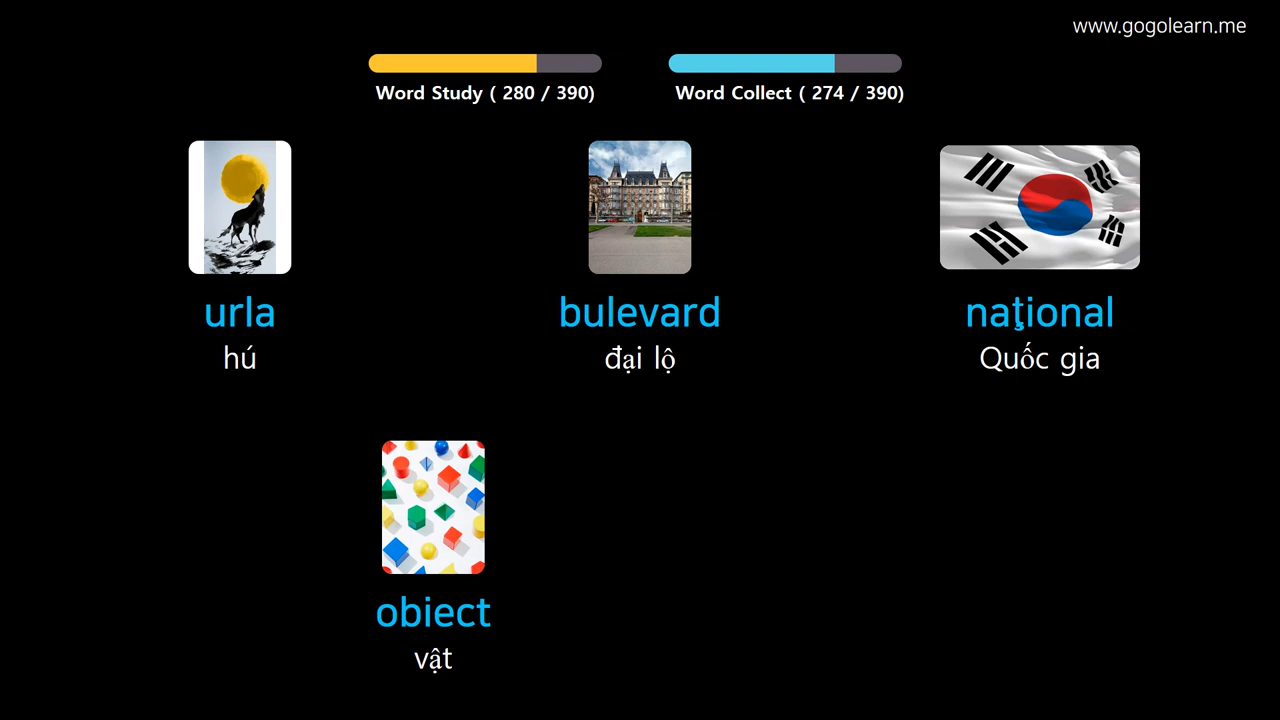 www.gogolearn.me
Word Study ( 280 / 390)
Word Collect ( 274 / 390)
urla
bulevard
naţional
hú
đại lộ
Quốc gia
obiect
vật